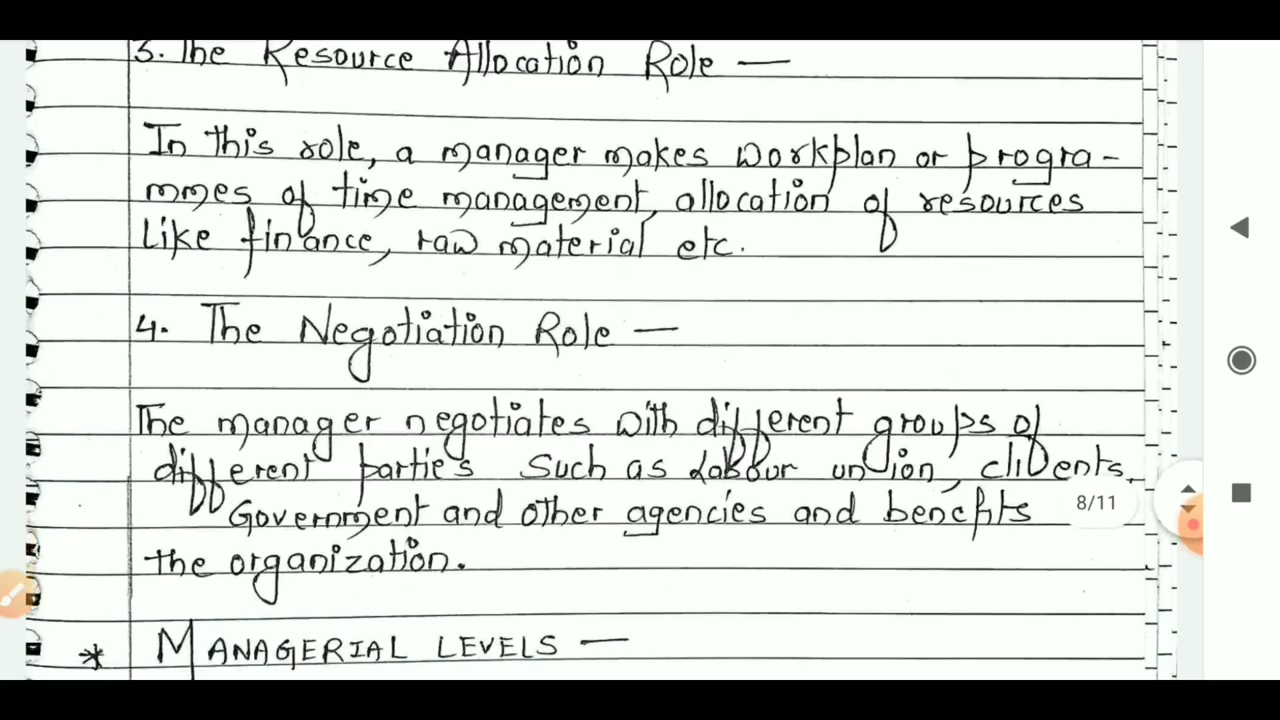 3. The Resource Allocation Role —
In this role, a manager makes workplan or progra-
mmes of time management, allocation of resources
like finance, raw material etc.
4. The Negotiation Role —
The manager negotiates with different groups of
different parties such as Labour union, clients,
8/11
Government and other agencies and benefits
the organization.
* MANAGERIAL LEVELS —